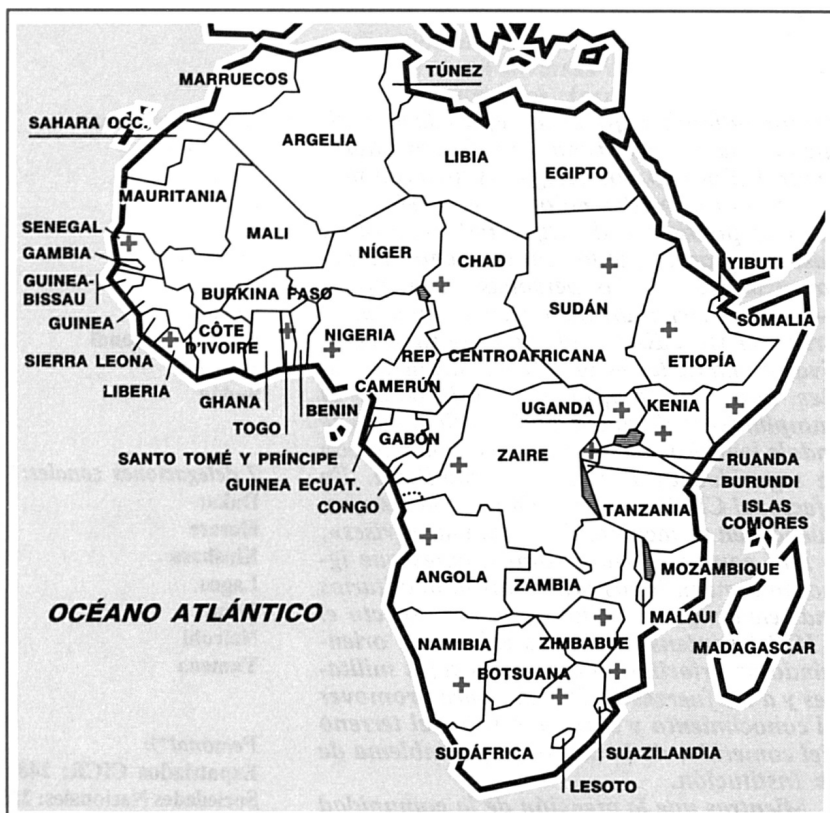 MARRUECOS
TÚNEZ
SAHARA OCC.
ARGELIA
LIBIA
EGIPTO
MAURITANIA
MALI
NÍGER
CHAD
SENEGAL
GAMBIA
GUINEA-
BISSAU
GUINEA
SIERRA LEONA
LIBERIA
BURKINA FASO
CÔTE
D'IVOIRE
GHANA
TOGO
BENIN
NIGERIA
SUDÁN
YIBUTI
SOMALIA
ETIOPÍA
REP. CENTROAFRICANA
CAMERÚN
UGANDA
KENIA
GABÓN
ZAIRE
SANTO TOMÉ Y PRÍNCIPE
GUINEA ECUAT.
CONGO
RUANDA
BURUNDI
TANZANIA
ISLAS
COMORES
ANGOLA
ZAMBIA
MOZAMBIQUE
MALAUI
MADAGASCAR
OCÉANO ATLÁNTICO
NAMIBIA
ZIMBABUE
BOTSUANA
SUDÁFRICA
SUAZILANDIA
LESOTO